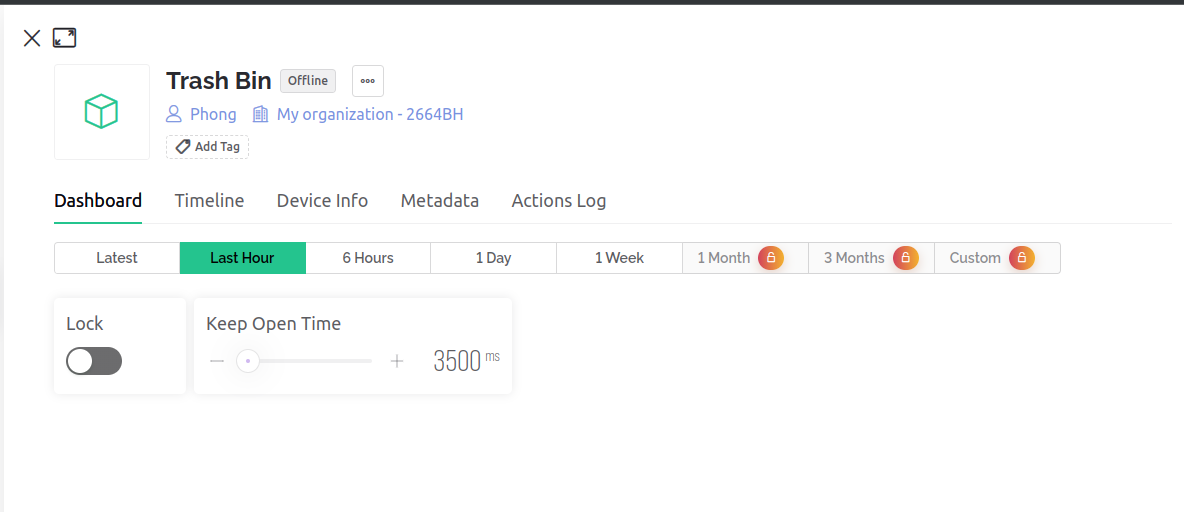 Trash Bin Offline
Phong My organization - 2664BH
Add Tag
Dashboard Timeline Device Info Metadata Actions Log
Latest Last Hour 6 Hours 1 Day 1 Week 1 Month 3 Months Custom
Lock Keep Open Time
3500 ms